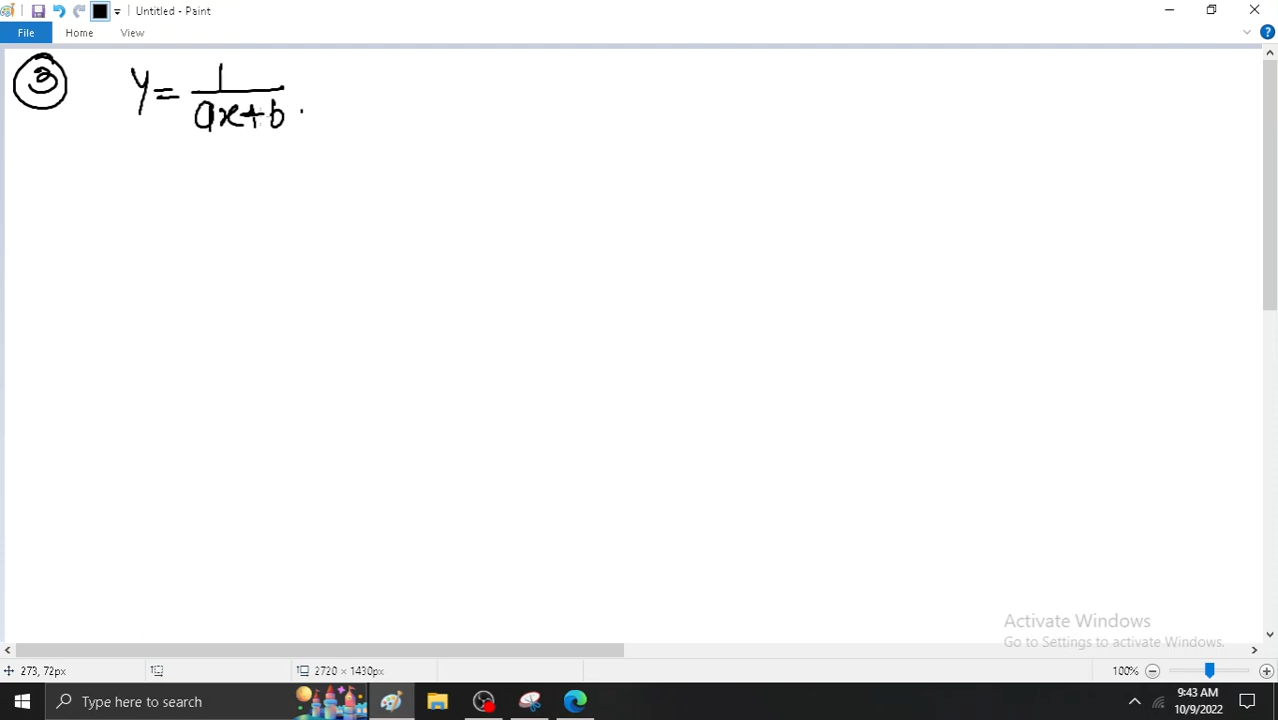 Untitled - Paint
File Home View
③ y = 1/(ax+b) .
Activate Windows
Go to Settings to activate Windows.
273, 72px 2720 × 1430px 100%
Type here to search
9:43 AM
10/9/2022